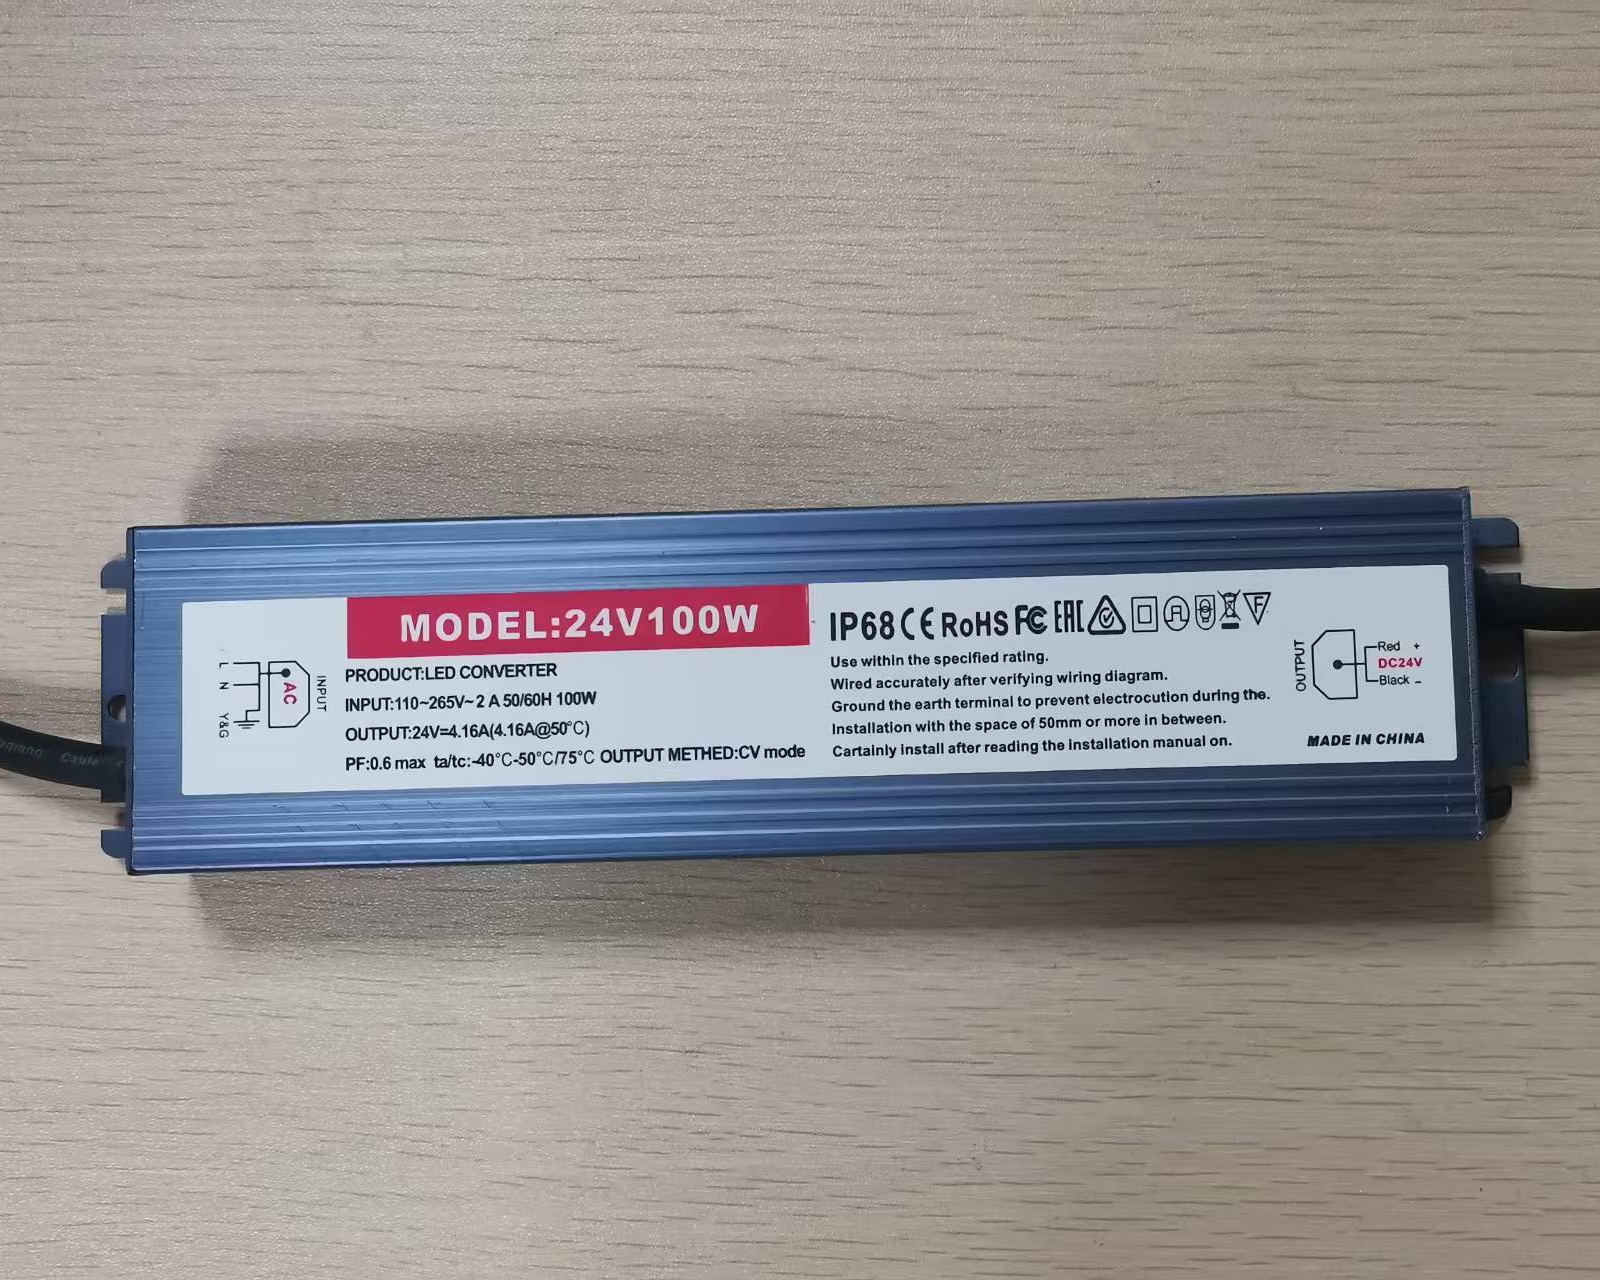 MODEL:24V100W
PRODUCT:LED CONVERTER
INPUT:110~265V~2 A 50/60H 100W
OUTPUT:24V=4.16A(4.16A@50°C)
PF:0.6 max ta/tc:-40°C-50°C/75°C OUTPUT METHED:CV mode
L
N
Y&G
AC
INPUT
IP68 CE RoHS FC EAC
F
Use within the specified rating.
Wired accurately after verifying wiring diagram.
Ground the earth terminal to prevent electrocution during the.
Installation with the space of 50mm or more in between.
Cartainly install after reading the installation manual on.
OUTPUT
Red +
DC24V
Black -
MADE IN CHINA